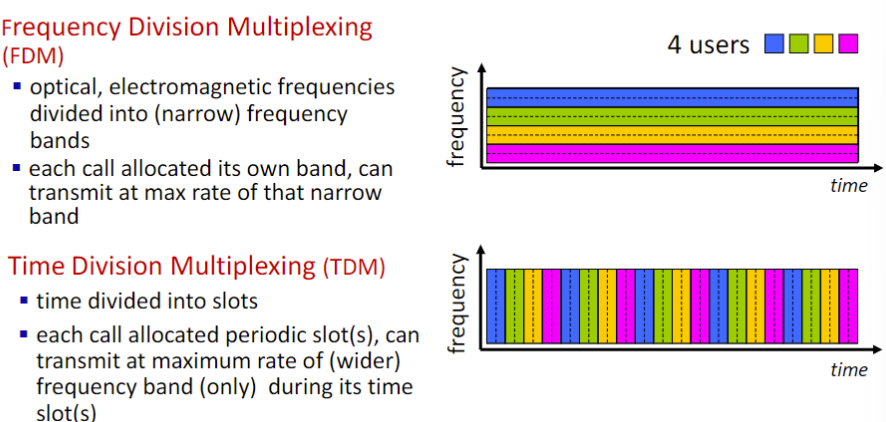 Frequency Division Multiplexing
(FDM)
▪ optical, electromagnetic frequencies
divided into (narrow) frequency
bands
▪ each call allocated its own band, can
transmit at max rate of that narrow
band
4 users
frequency
time
Time Division Multiplexing (TDM)
▪ time divided into slots
▪ each call allocated periodic slot(s), can
transmit at maximum rate of (wider)
frequency band (only) during its time
slot(s)
frequency
time